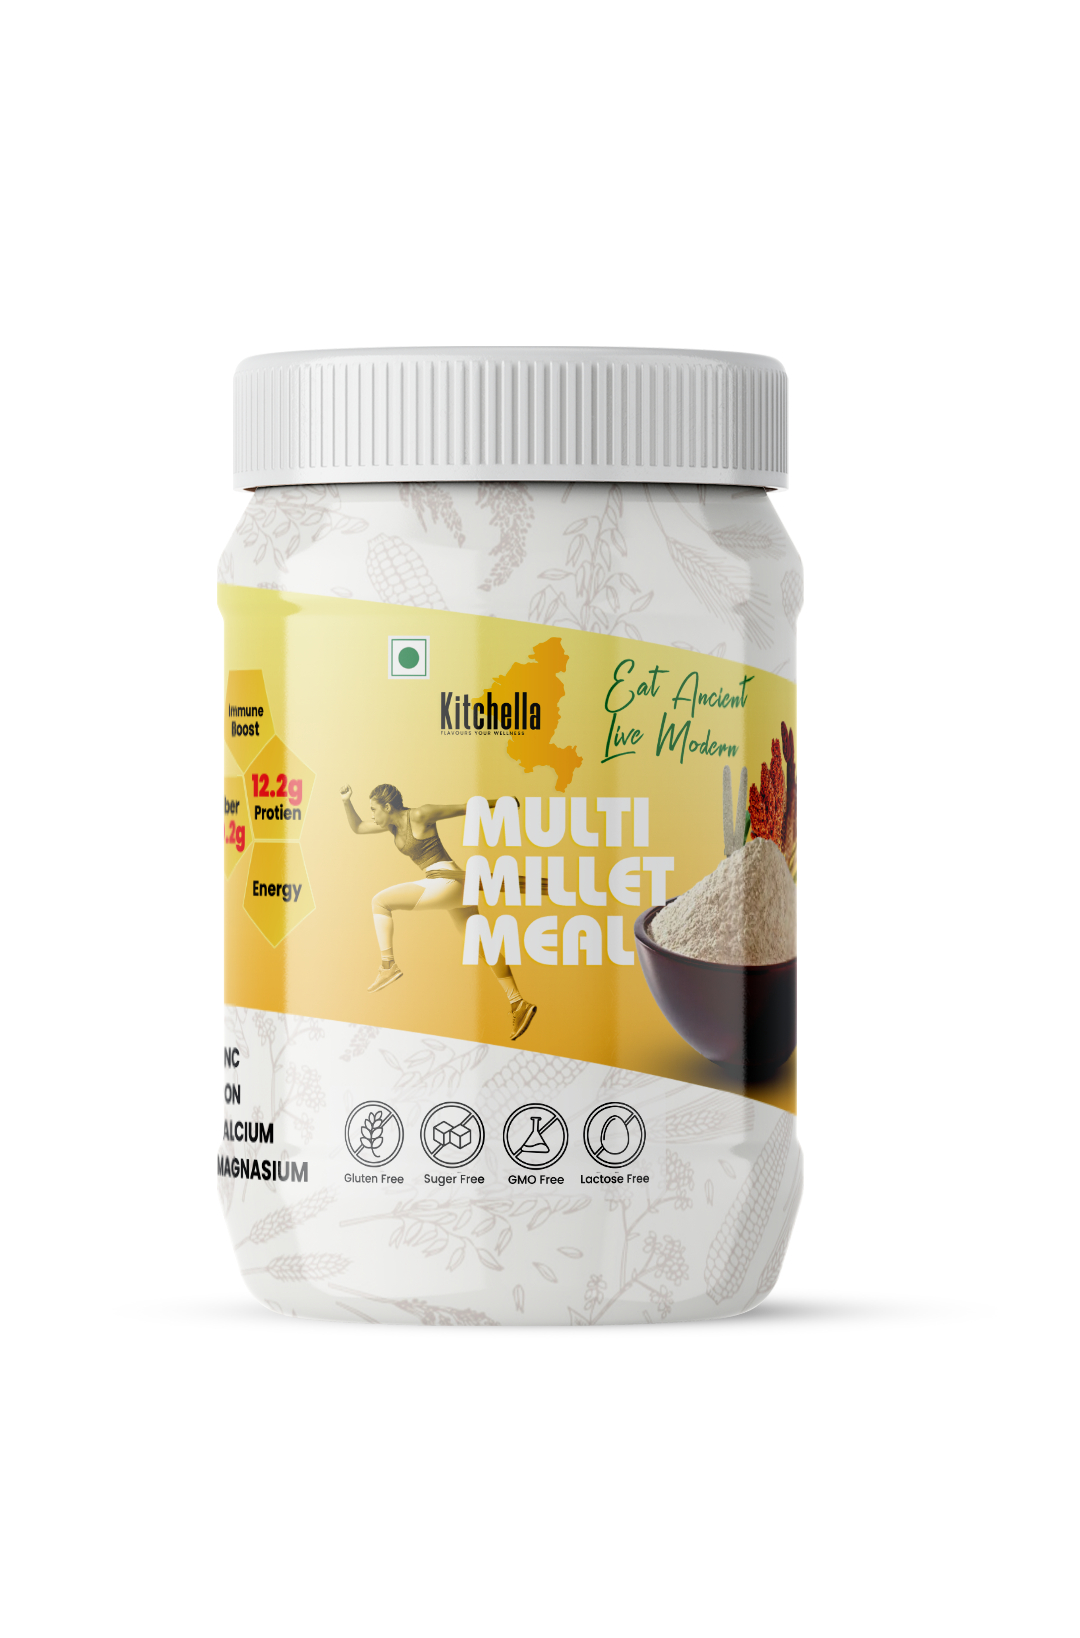 Kitchella
FLAVOURS YOUR WELLNESS
Eat Ancient
Live Modern
MULTI
MILLET
MEAL
Immune
Boost
12.2g
Protien
Energy
MAGNASIUM
Gluten Free
Suger Free
GMO Free
Lactose Free